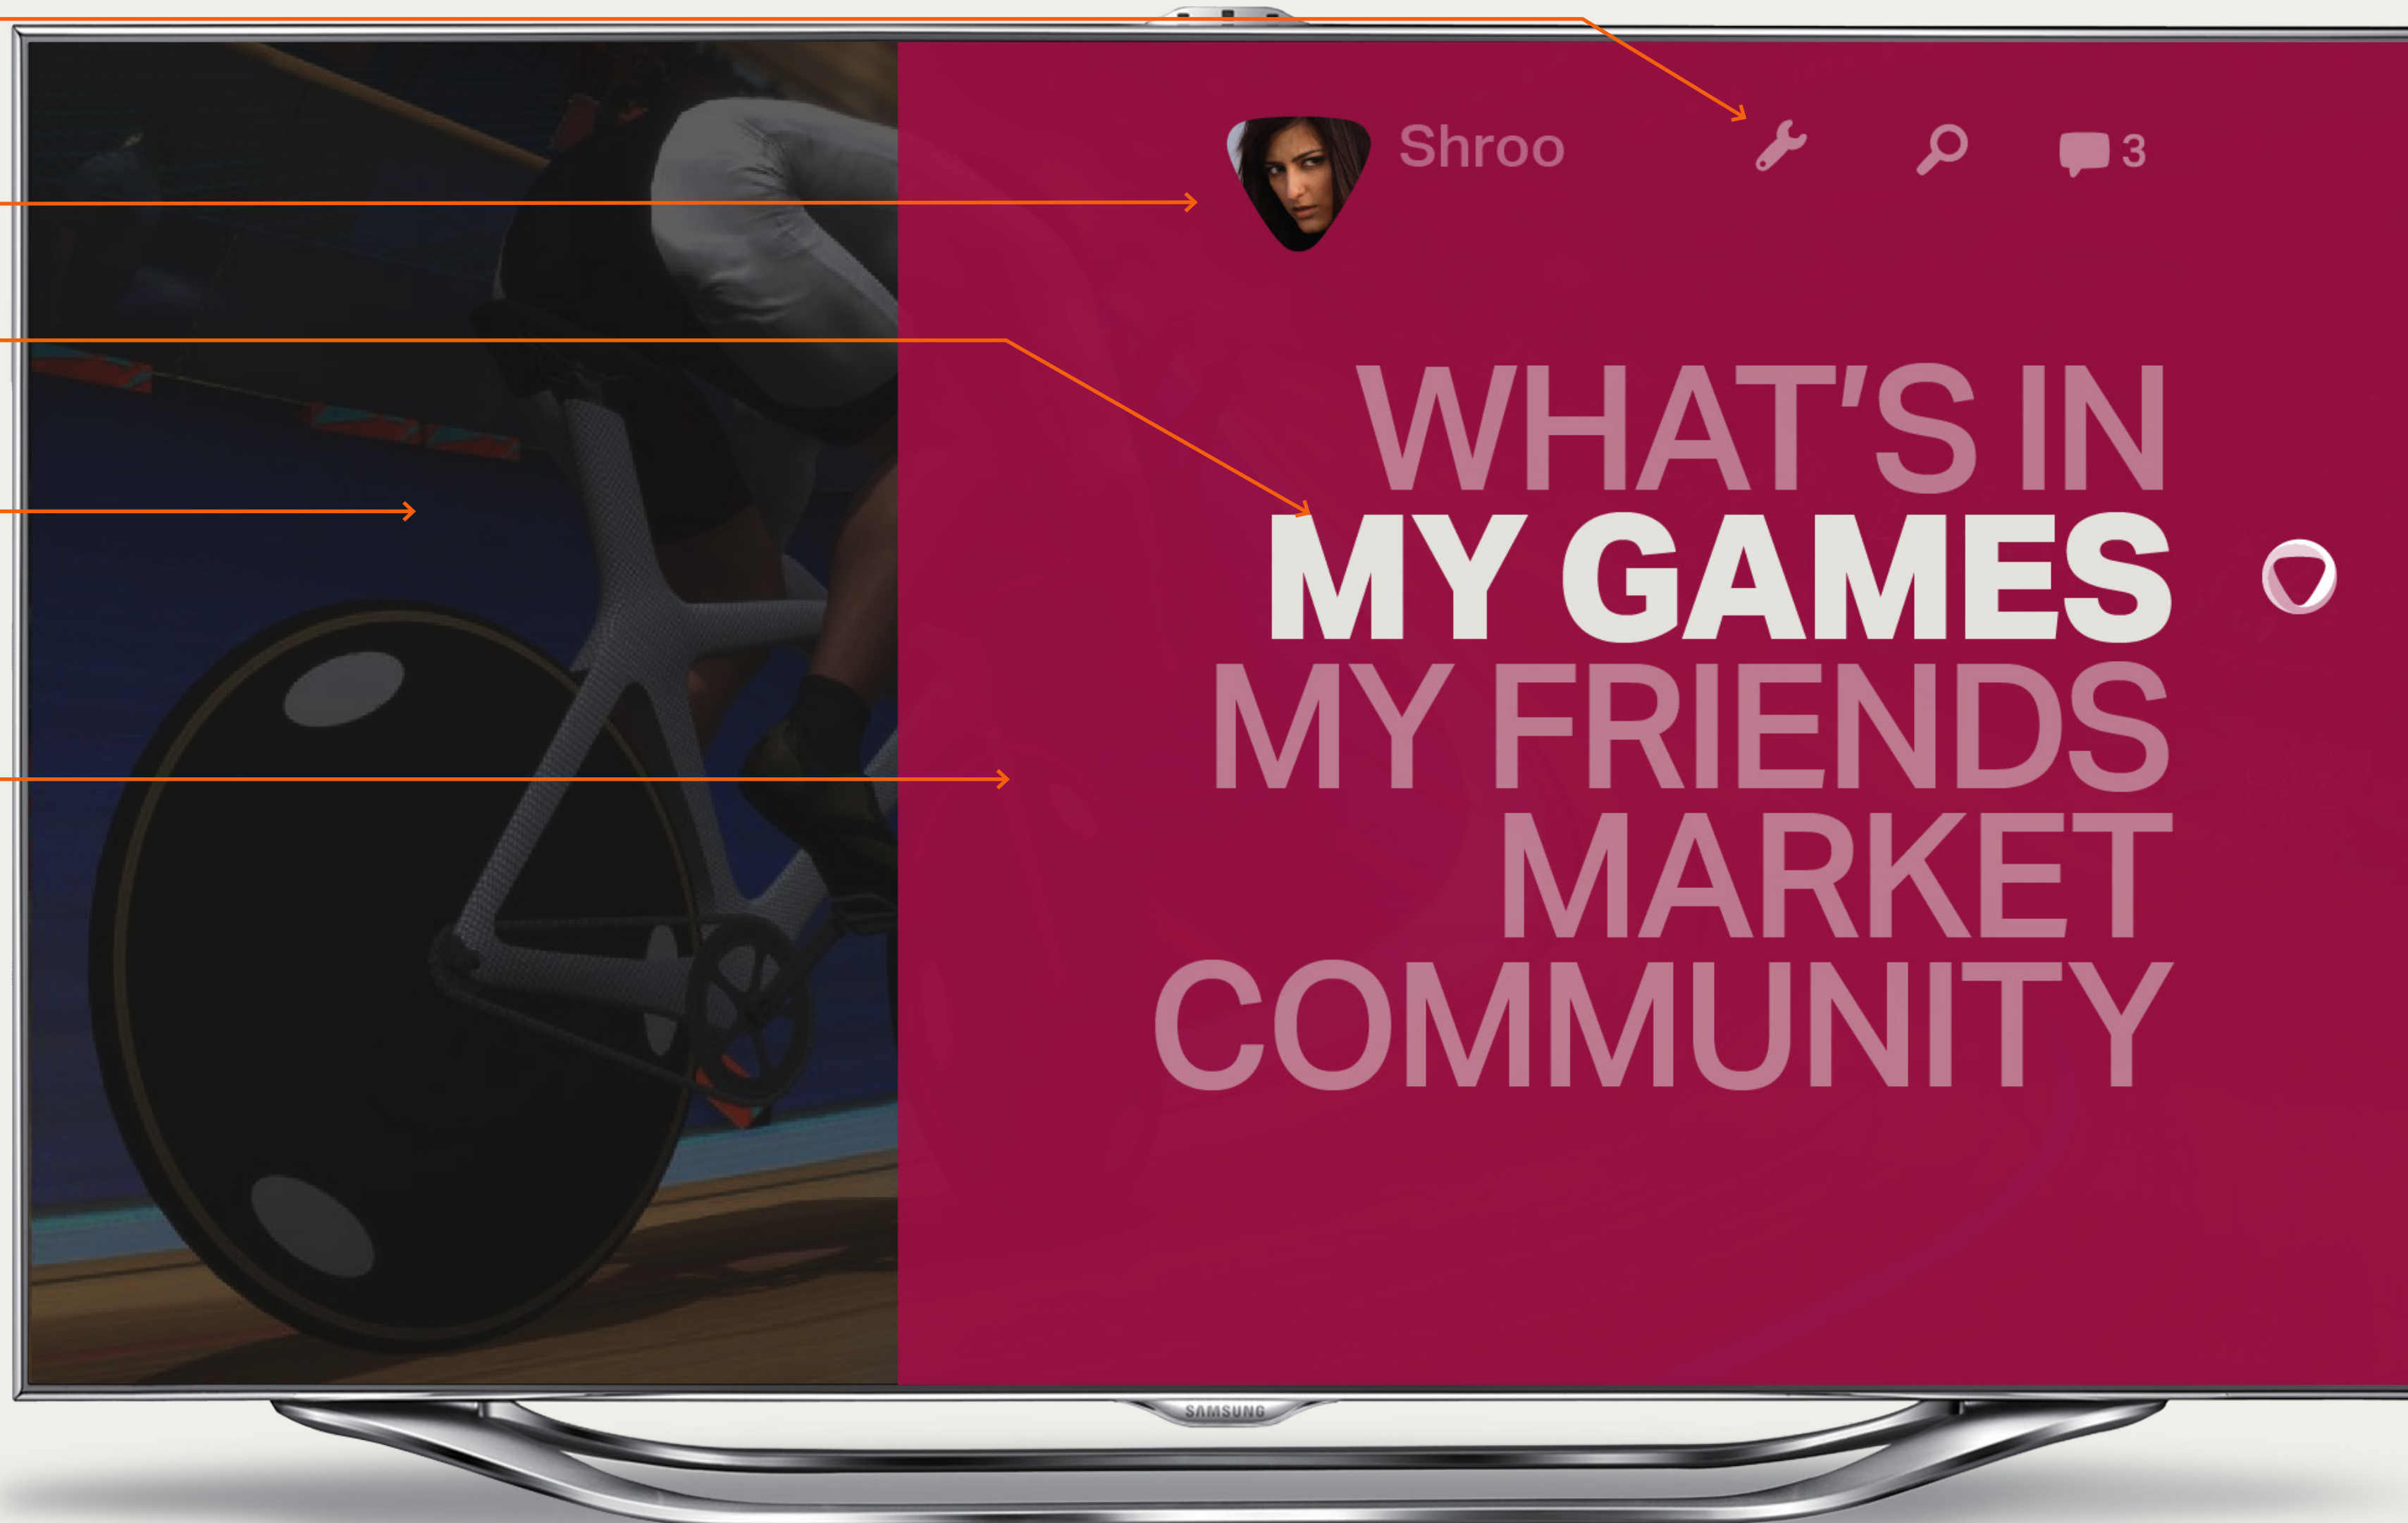 Shroo
3
WHAT'S IN
MY GAMES
MY FRIENDS
MARKET
COMMUNITY
SAMSUNG